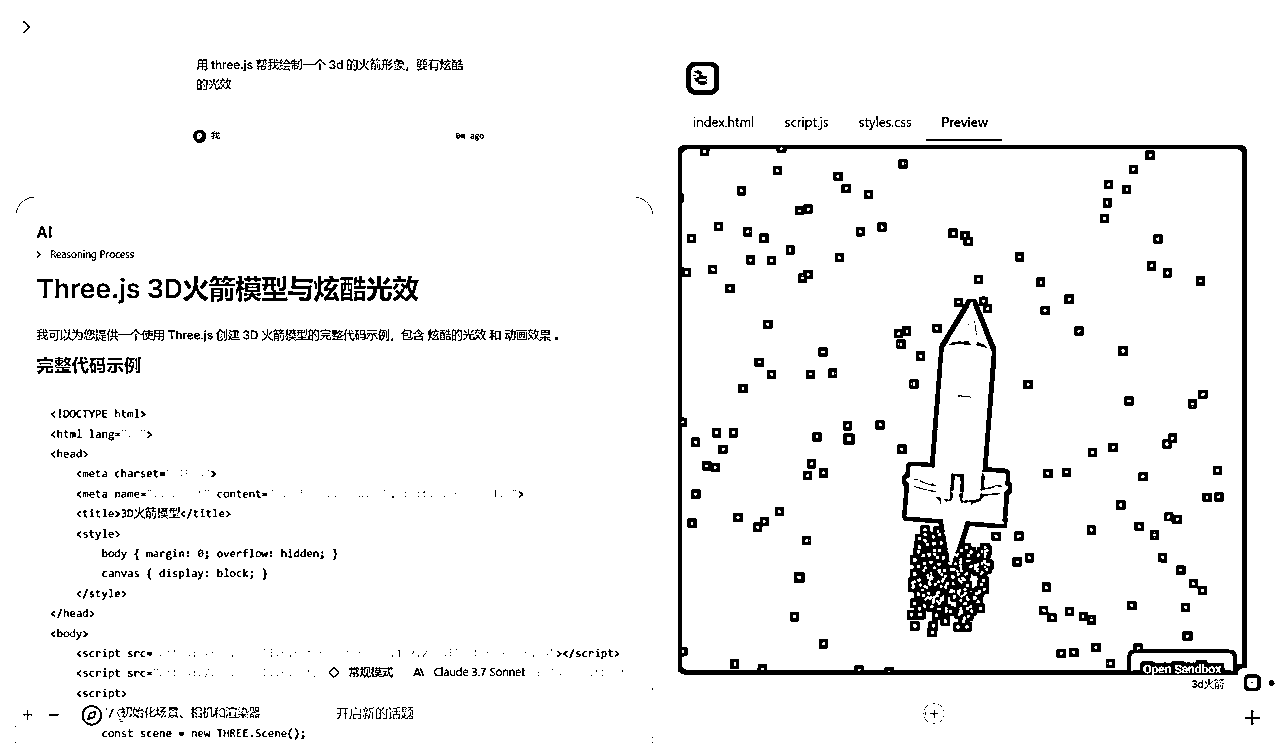 用 three.js 帮我绘制一个 3d 的火箭形象，要有炫酷
的光效
我
0m ago
AI
Reasoning Process
Three.js 3D火箭模型与炫酷光效
我可以为您提供一个使用 Three.js 创建 3D 火箭模型的完整代码示例，包含 炫酷的光效 和 动画效果 。
完整代码示例
<!DOCTYPE html>
<html lang=" ">
<head>
<meta charset=" ">
<meta name=" " content=" ">
<title>3D火箭模型</title>
<style>
body { margin: 0; overflow: hidden; }
canvas { display: block; }
</style>
</head>
<body>
<script src=" "></script>
<script src="
常规模式
Claude 3.7 Sonnet
<script>
// 初始化场景、相机和渲染器
开启新的话题
const scene = new THREE.Scene();
index.html
script.js
styles.css
Preview
Open Sandbox
3d火箭